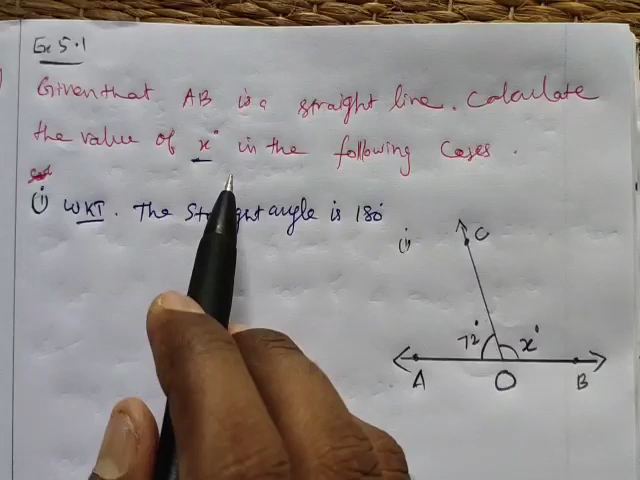 Ex 5.1
Given that AB is a straight line. Calculate
the value of x° in the following Cases.
Sol
(i) WKT. The Straight angle is 180°
(i)
C
72° x°
A O B